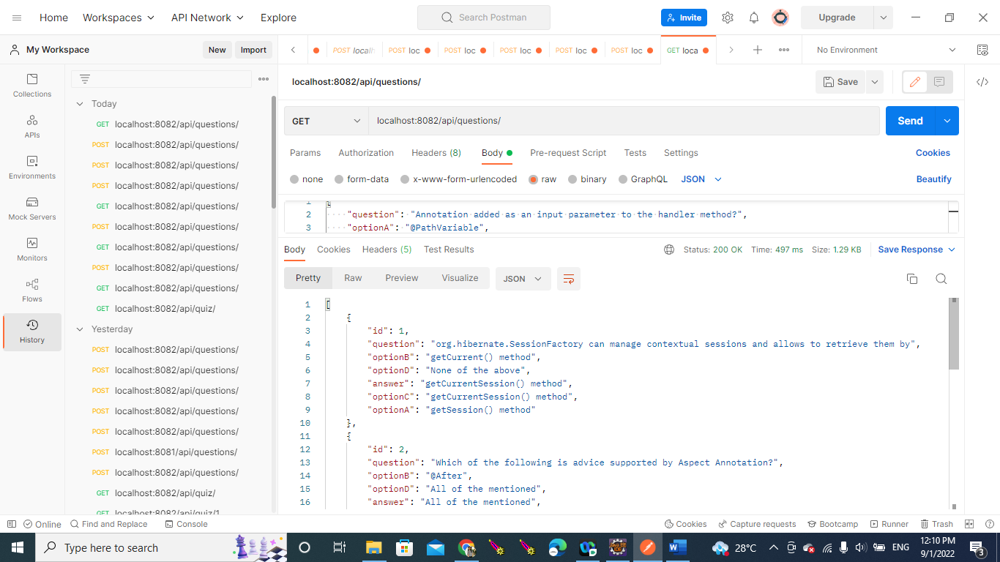 Home Workspaces API Network Explore Search Postman Invite Upgrade
My Workspace New Import
POST localh POST loc POST loc POST loc POST loc POST loc GET loca No Environment
Collections
APIs
Environments
Mock Servers
Monitors
Flows
History
Today
GET localhost:8082/api/questions/
POST localhost:8082/api/questions/
POST localhost:8082/api/questions/
POST localhost:8082/api/questions/
GET localhost:8082/api/questions/
POST localhost:8082/api/questions/
GET localhost:8082/api/questions/
POST localhost:8082/api/questions/
GET localhost:8082/api/questions/
GET localhost:8082/api/quiz/
Yesterday
POST localhost:8082/api/questions/
POST localhost:8082/api/questions/
POST localhost:8082/api/questions/
POST localhost:8082/api/questions/
POST localhost:8082/api/questions/
POST localhost:8081/api/questions/
POST localhost:8082/api/questions/
GET localhost:8082/api/quiz/
GET localhost:8082/api/quiz/1
localhost:8082/api/questions/ Save
GET localhost:8082/api/questions/ Send
Params Authorization Headers (8) Body Pre-request Script Tests Settings Cookies
none form-data x-www-form-urlencoded raw binary GraphQL JSON Beautify
1 {
2 "question": "Annotation added as an input parameter to the handler method?",
3 "optionA": "@PathVariable",
Body Cookies Headers (5) Test Results Status: 200 OK Time: 497 ms Size: 1.29 KB Save Response
Pretty Raw Preview Visualize JSON
1 [
2 {
3 "id": 1,
4 "question": "org.hibernate.SessionFactory can manage contextual sessions and allows to retrieve them by",
5 "optionB": "getCurrent() method",
6 "optionD": "None of the above",
7 "answer": "getCurrentSession() method",
8 "optionC": "getCurrentSession() method",
9 "optionA": "getSession() method"
10 },
11 {
12 "id": 2,
13 "question": "Which of the following is advice supported by Aspect Annotation?",
14 "optionB": "@After",
15 "optionD": "All of the mentioned",
16 "answer": "All of the mentioned",
Online Find and Replace Console Cookies Capture requests Bootcamp Runner Trash
Type here to search 28°C ENG 12:10 PM
9/1/2022 3